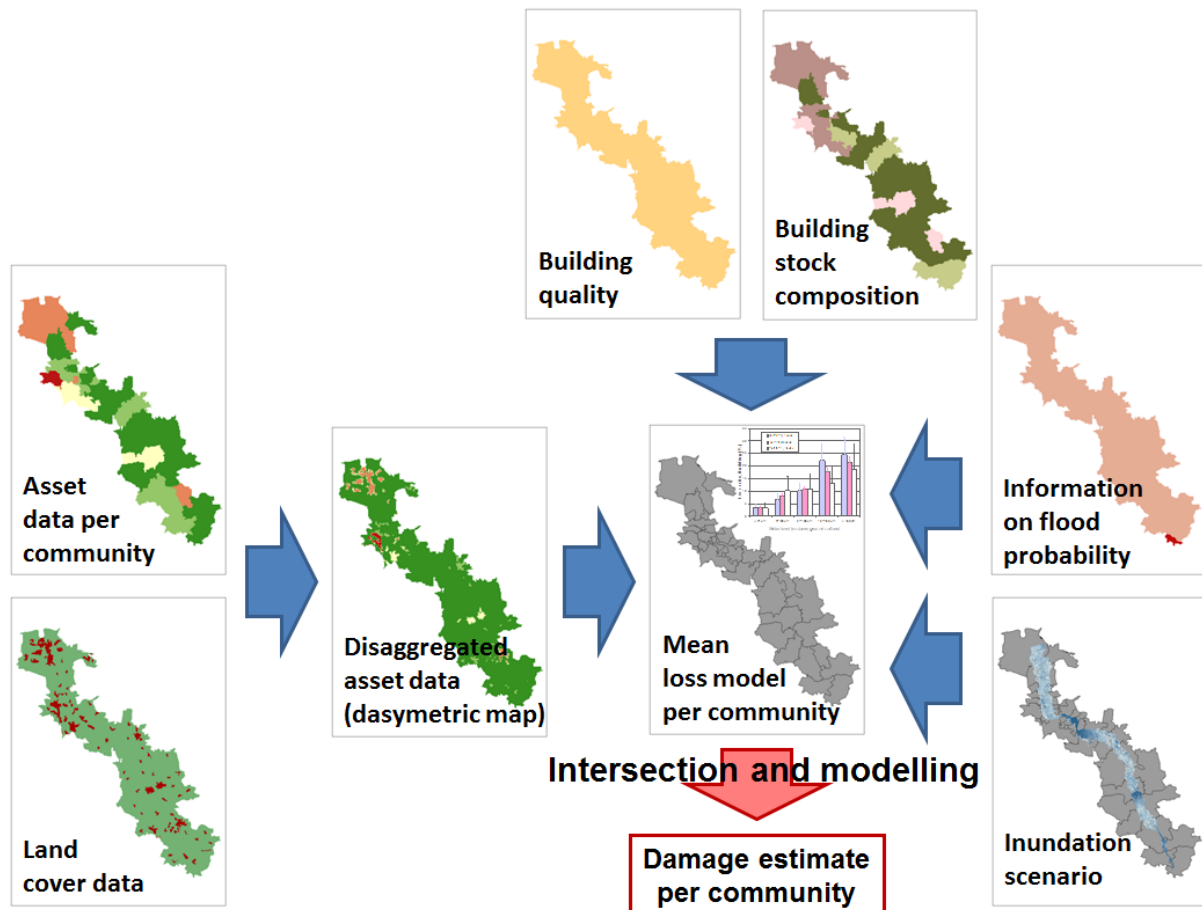 Building
quality
Building
stock
composition
Asset
data per
community
Information
on flood
probability
Disaggregated
asset data
(dasymetric map)
Mean
loss model
per community
Intersection and modelling
Land
cover data
Damage estimate
per community
Inundation
scenario